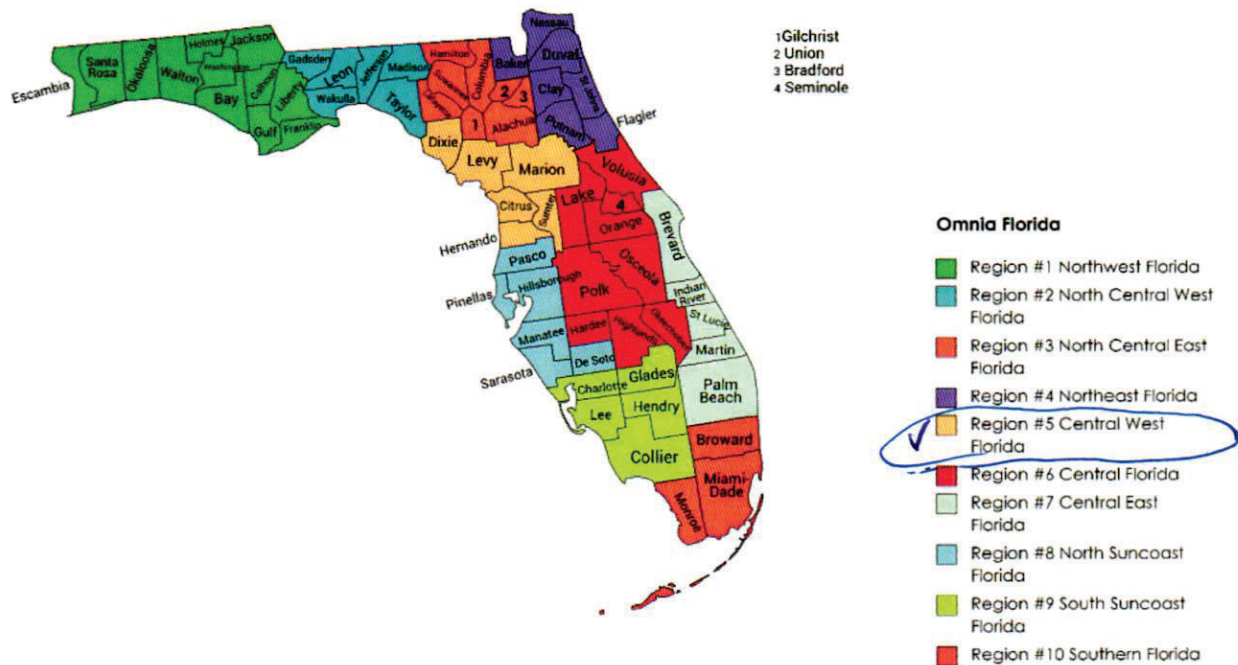 Nassau
1 Gilchrist
2 Union
3 Bradford
4 Seminole
Holmes
Jackson
Santa
Rosa
Okaloosa
Walton
Washington
Gadsden
Leon
Jefferson
Madison
Hamilton
Columbia
Baker
Duval
Escambia
Bay
Calhoun
Liberty
Wakulla
Taylor
Suwannee
Lafayette
2
3
Clay
St Johns
Gulf
Franklin
1
Alachua
Putnam
Flagler
Dixie
Levy
Marion
Volusia
Citrus
Sumter
Lake
4
Orange
Brevard
Hernando
Pasco
Osceola
Pinellas
Hillsborough
Polk
Indian
River
Manatee
Hardee
Highlands
Okeechobee
St Lucie
Sarasota
De Soto
Martin
Charlotte
Glades
Palm
Beach
Lee
Hendry
Collier
Broward
Miami-
Dade
Monroe
Omnia Florida
Region #1 Northwest Florida
Region #2 North Central West
Florida
Region #3 North Central East
Florida
Region #4 Northeast Florida
Region #5 Central West
Florida
Region #6 Central Florida
Region #7 Central East
Florida
Region #8 North Suncoast
Florida
Region #9 South Suncoast
Florida
Region #10 Southern Florida